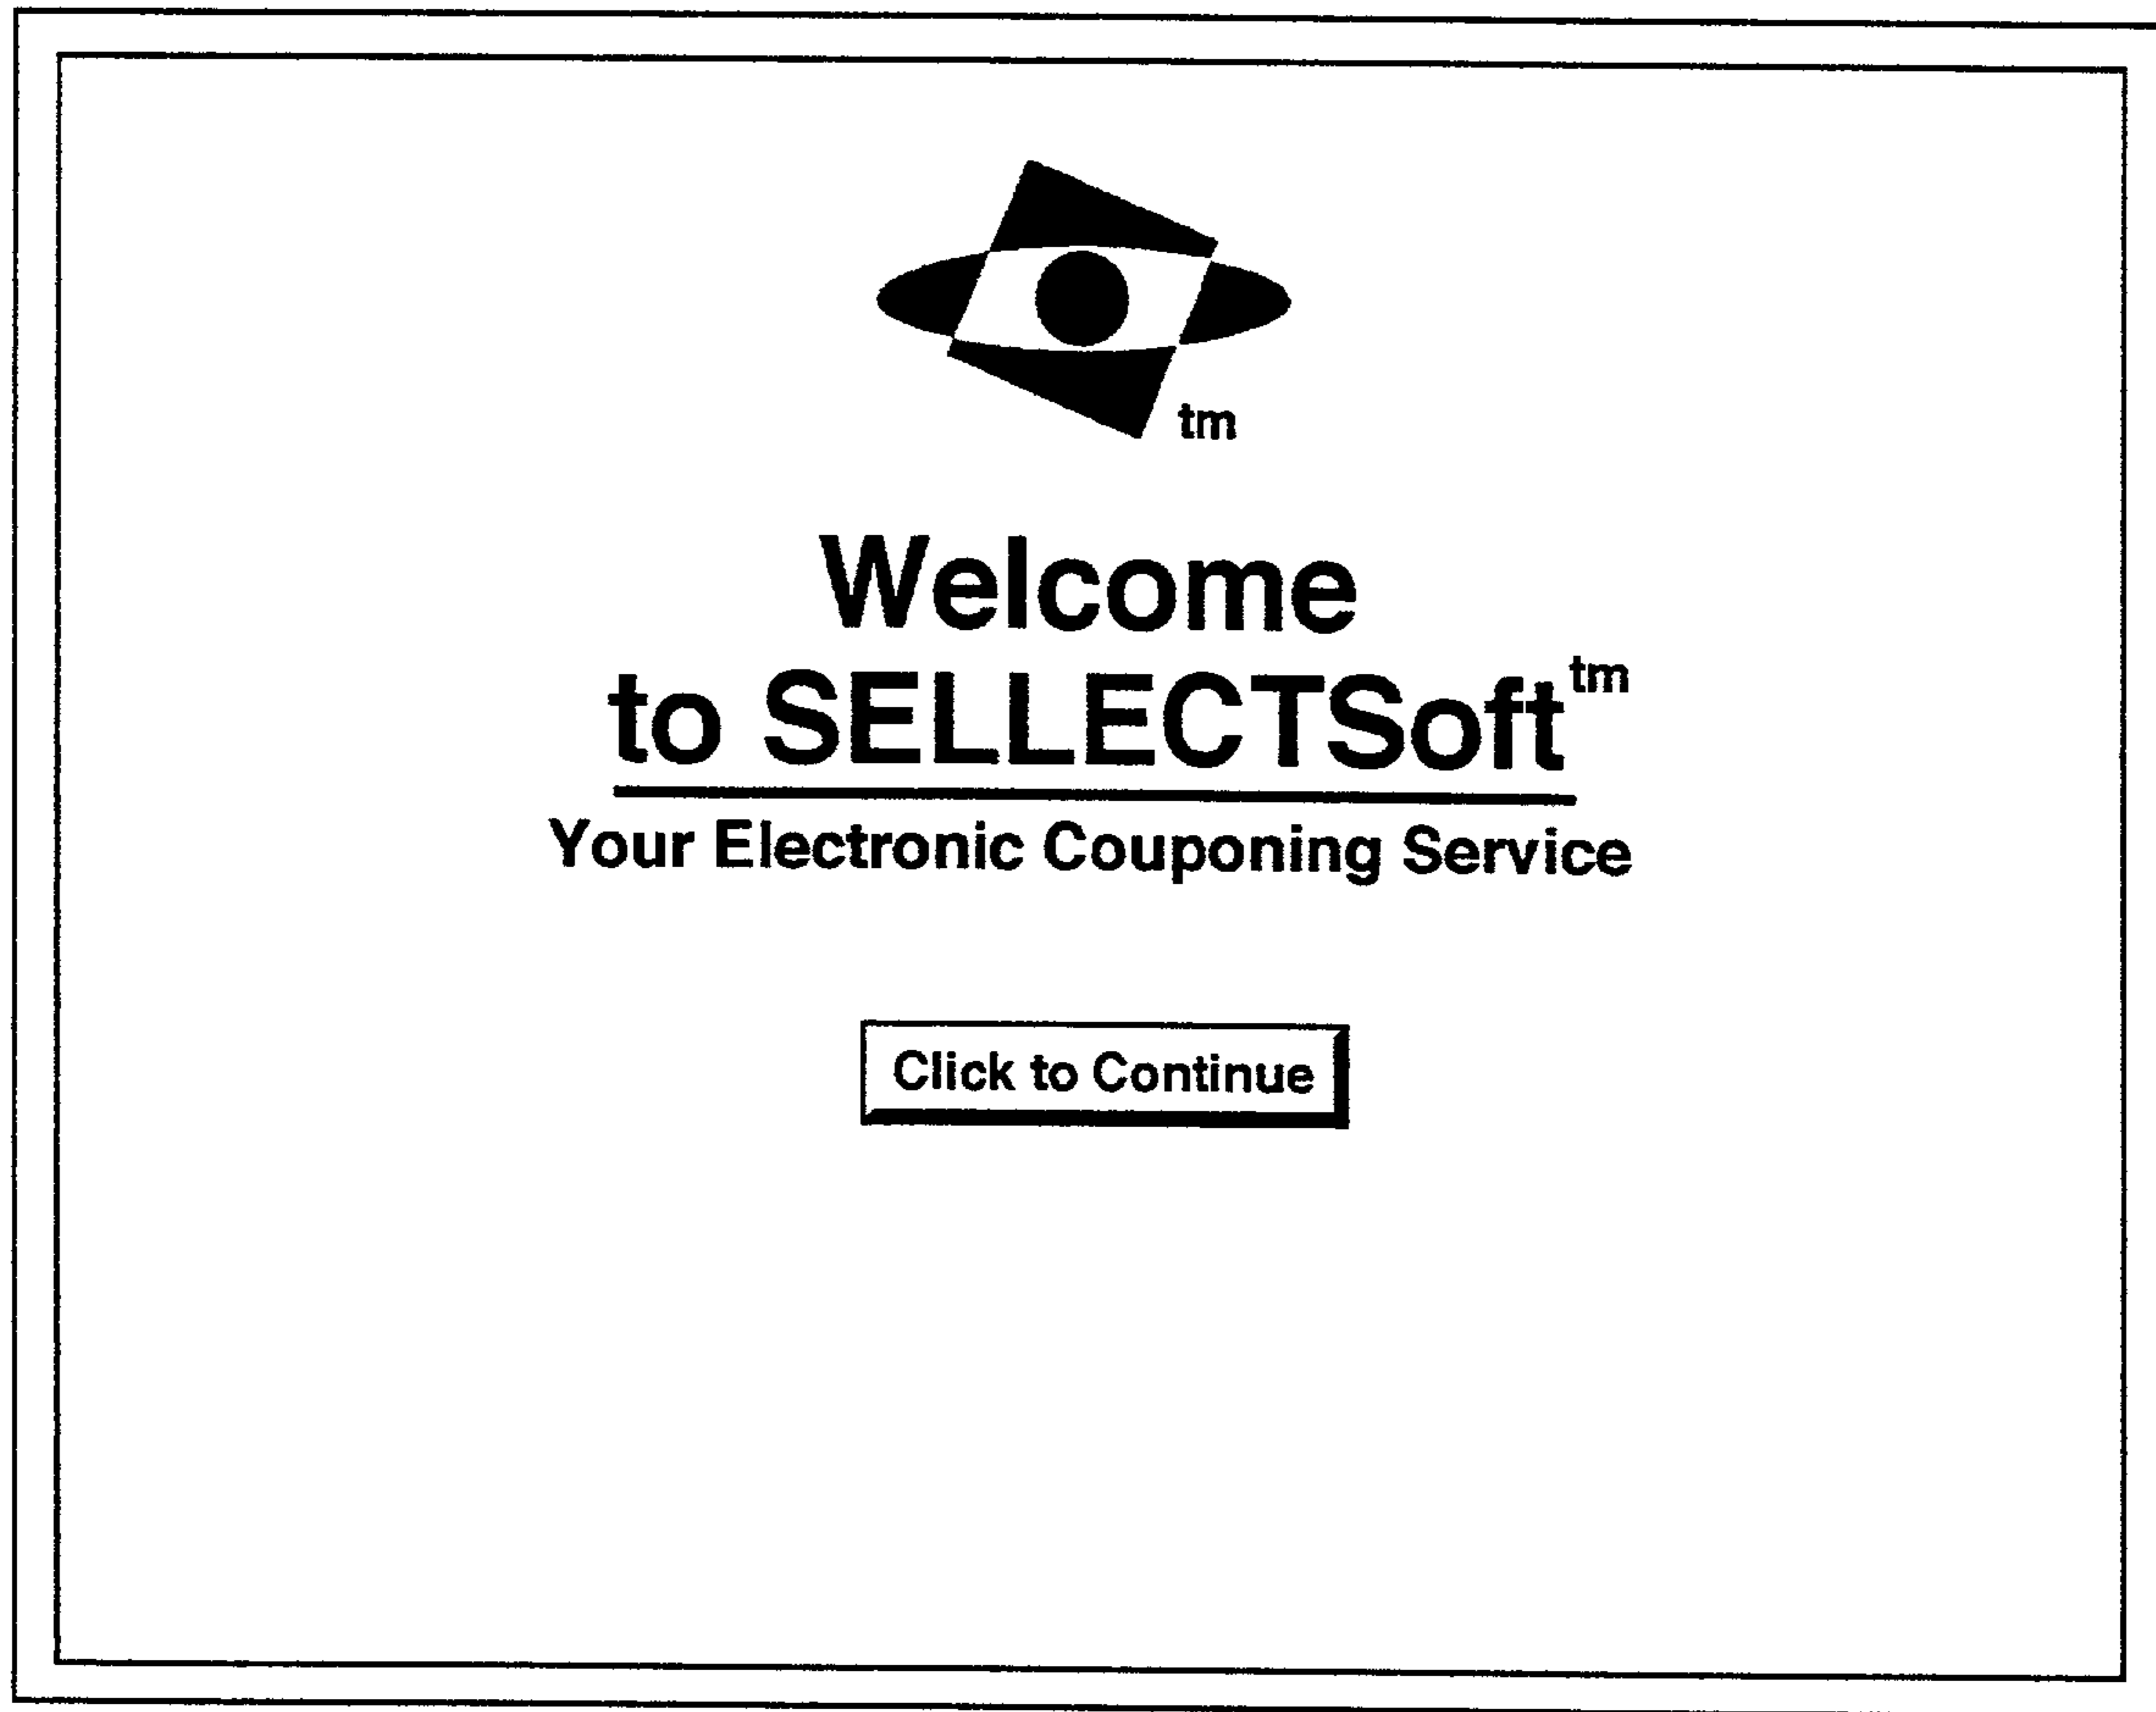 tm
Welcome
to SELLECTSoft tm
Your Electronic Couponing Service
Click to Continue